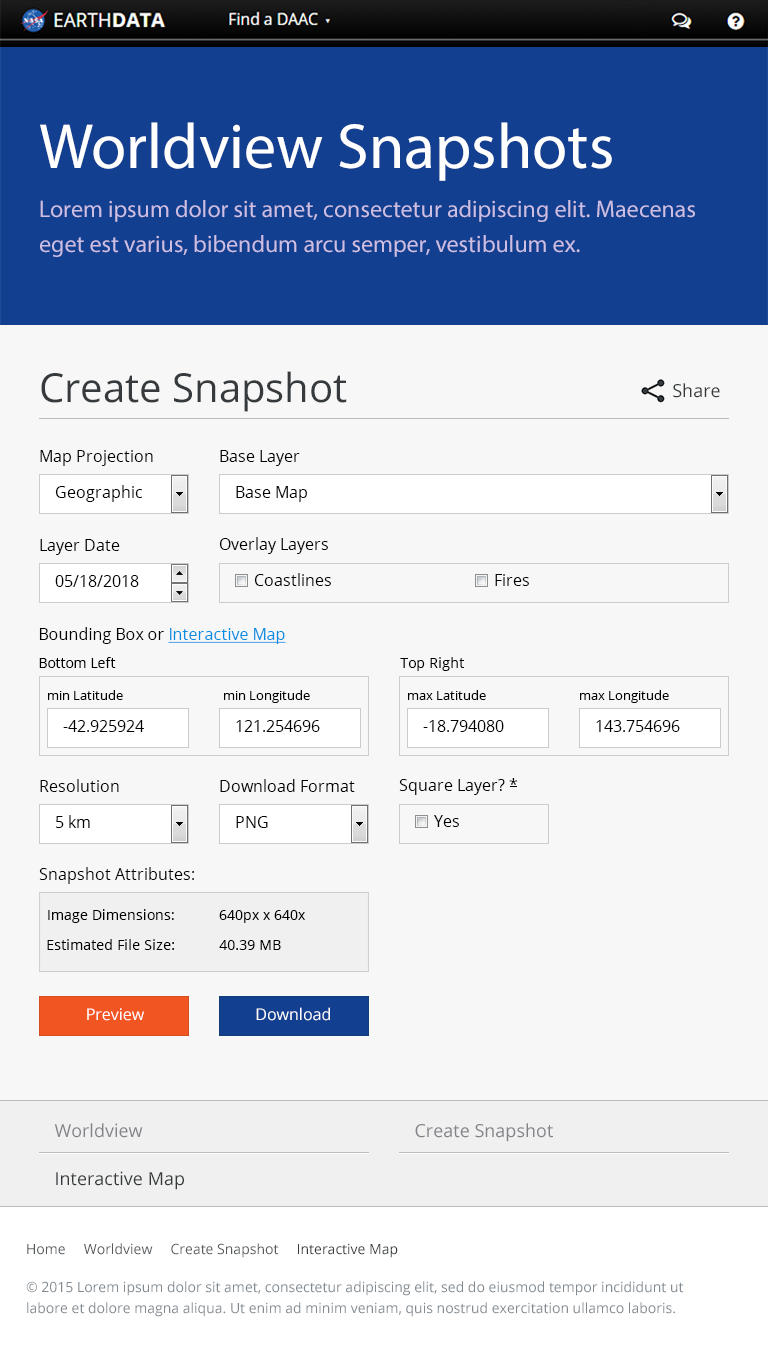 NASA EARTHDATA Find a DAAC
Worldview Snapshots
Lorem ipsum dolor sit amet, consectetur adipiscing elit. Maecenas
eget est varius, bibendum arcu semper, vestibulum ex.
Create Snapshot Share
Map Projection Base Layer
Geographic Base Map
Layer Date Overlay Layers
05/18/2018 Coastlines Fires
Bounding Box or Interactive Map
Bottom Left Top Right
min Latitude min Longitude max Latitude max Longitude
-42.925924 121.254696 -18.794080 143.754696
Resolution Download Format Square Layer? *
5 km PNG Yes
Snapshot Attributes:
Image Dimensions: 640px x 640x
Estimated File Size: 40.39 MB
Preview Download
Worldview Create Snapshot
Interactive Map
Home Worldview Create Snapshot Interactive Map
© 2015 Lorem ipsum dolor sit amet, consectetur adipiscing elit, sed do eiusmod tempor incididunt ut
labore et dolore magna aliqua. Ut enim ad minim veniam, quis nostrud exercitation ullamco laboris.